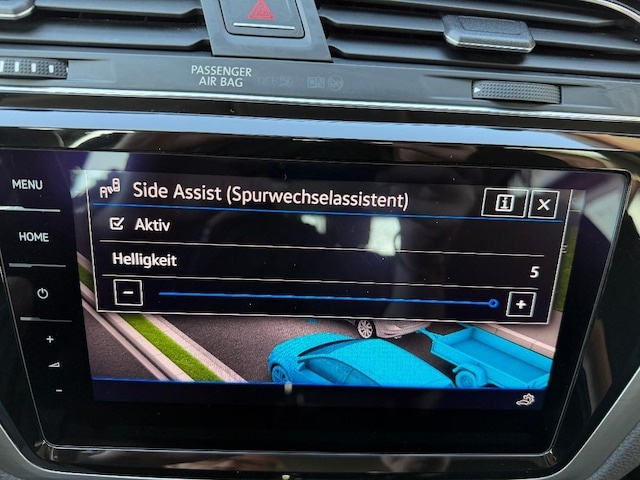 PASSENGER
AIR BAG
MENU
HOME
Side Assist (Spurwechselassistent)
Aktiv
Helligkeit
5